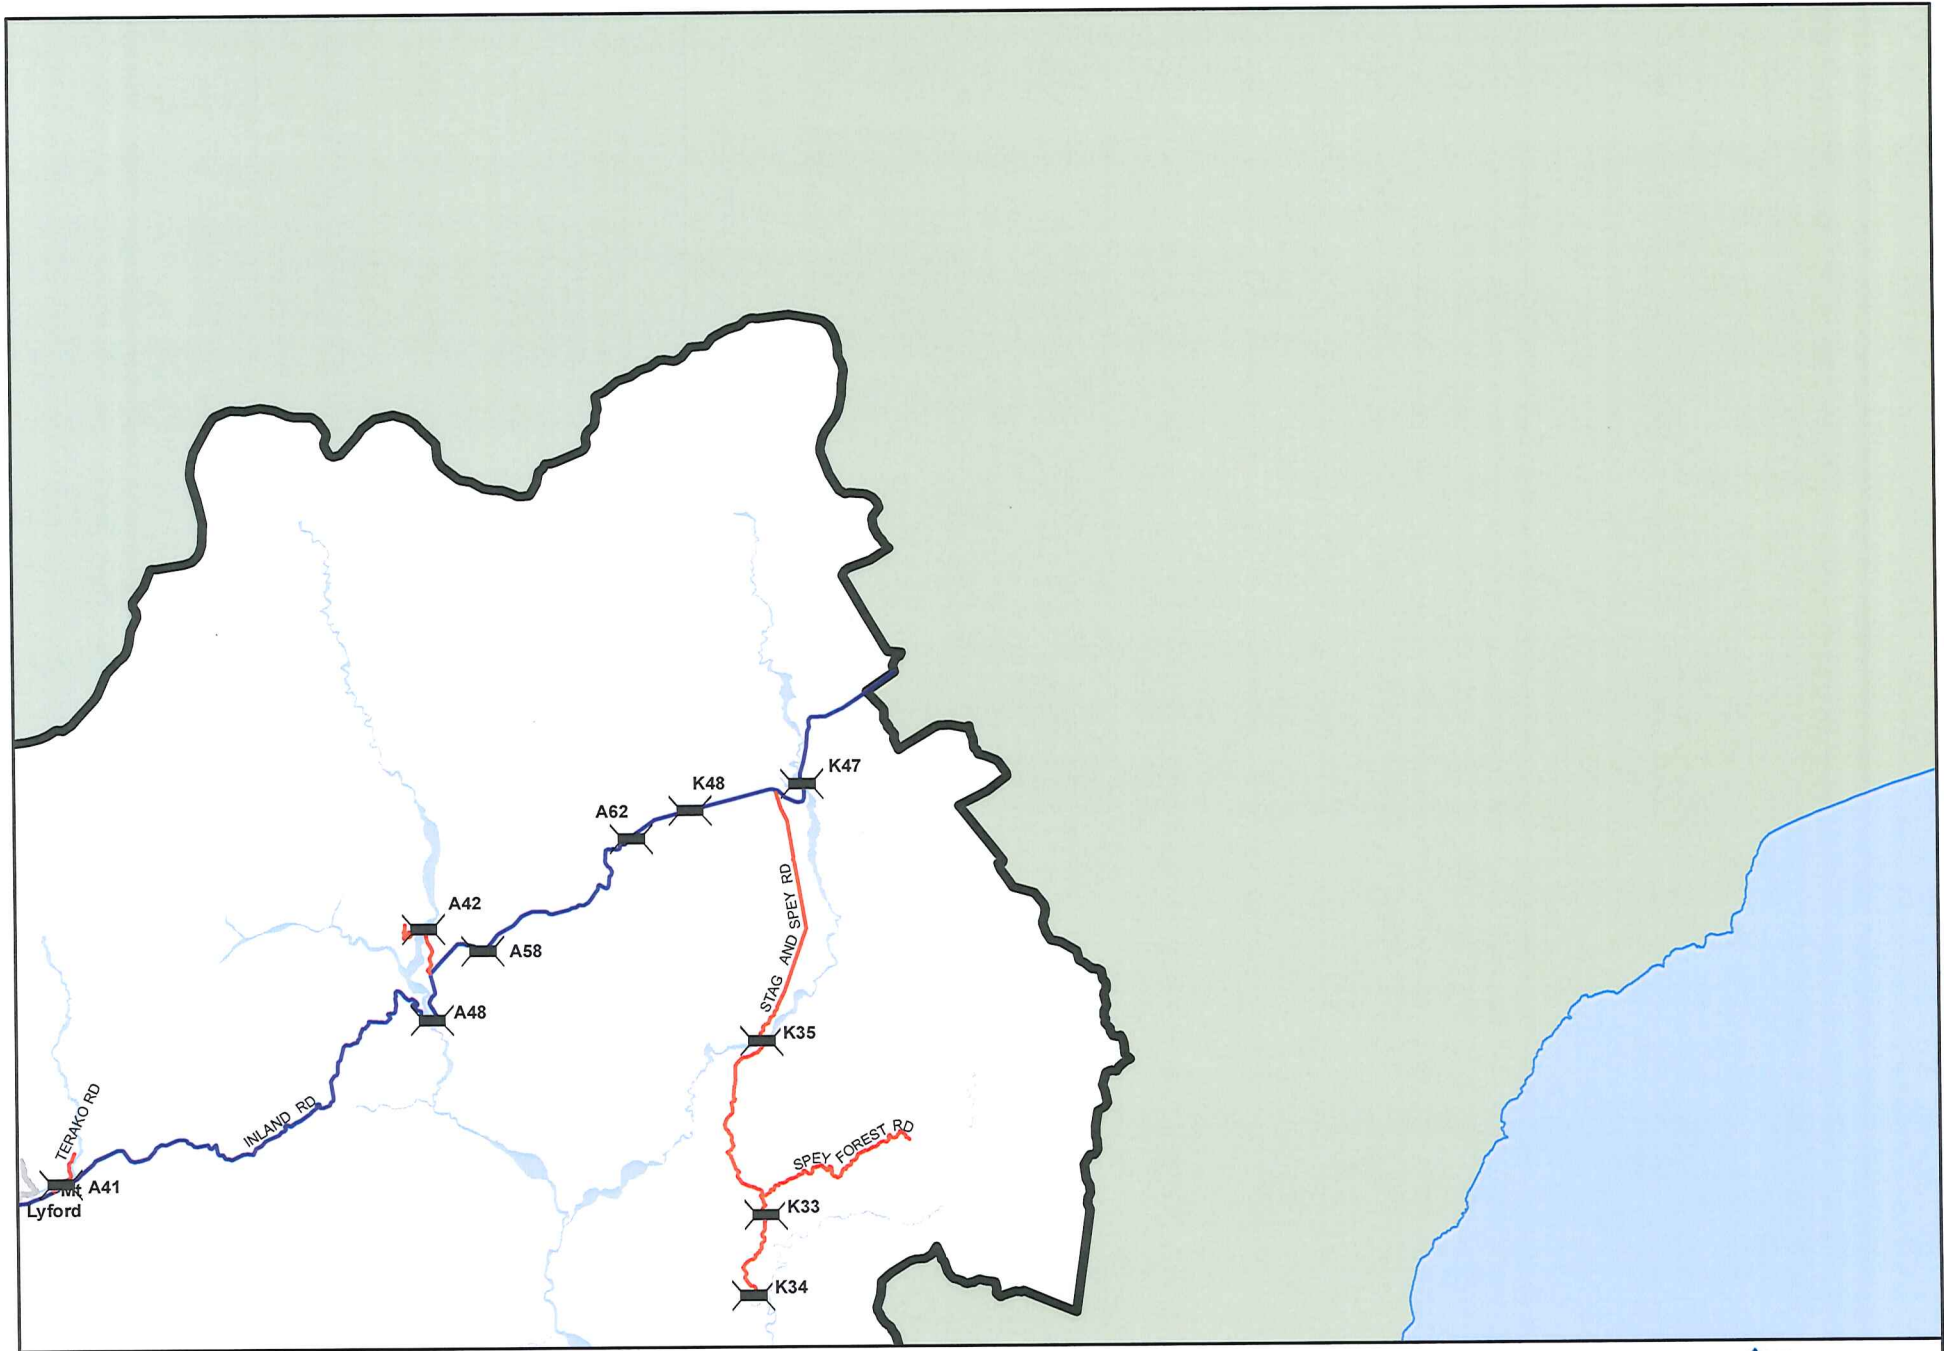 K47
K48
A62
STAG AND SPEY RD
A42
A58
A48
K35
TERAKO RD
INLAND RD
SPEY FOREST RD
Mt A41
Lyford
K33
K34